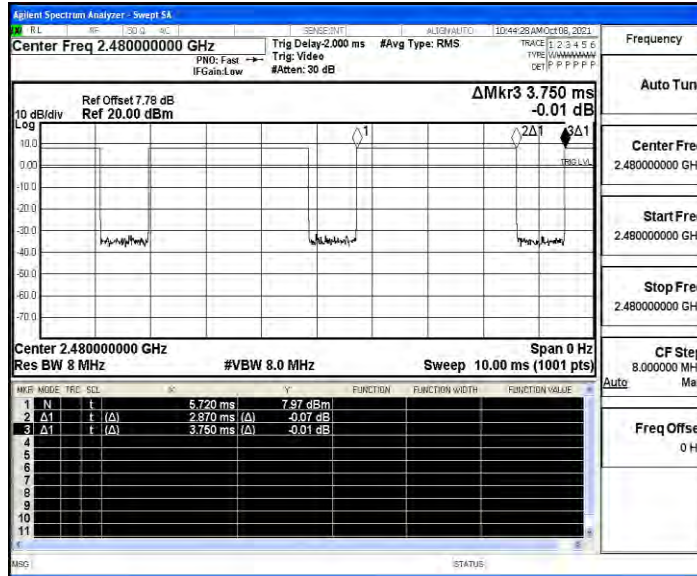 Agilent Spectrum Analyzer - Swept SA
RL RF 50 Ω AC SENSE:INT ALIGNAUTO 10:44:28 AM Oct 08, 2021
Center Freq 2.480000000 GHz
PNO: Fast
IFGain:Low
Trig Delay-2.000 ms #Avg Type: RMS
Trig: Video
#Atten: 30 dB
TRACE 1 2 3 4 5 6
TYPE WWWWWW
DET P P P P P P
Frequency
Auto Tun
Ref Offset 7.78 dB
10 dB/div Ref 20.00 dBm
ΔMkr3 3.750 ms
-0.01 dB
Log
1
2Δ1
3Δ1
TRIG LVL
10.0
0.00
-10.0
-20.0
-30.0
-40.0
-50.0
-60.0
-70.0
Center Fre
2.480000000 GH
Start Fre
2.480000000 GH
Stop Fre
2.480000000 GH
Center 2.480000000 GHz Span 0 Hz
Res BW 8 MHz #VBW 8.0 MHz Sweep 10.00 ms (1001 pts)
CF Step
8.000000 MH
Auto Ma
Freq Offse
0 H
MKR MODE TRC SCL X Y FUNCTION FUNCTION WIDTH FUNCTION VALUE
1 N t 5.720 ms 7.97 dBm
2 Δ1 t (Δ) 2.870 ms (Δ) -0.07 dB
3 Δ1 t (Δ) 3.750 ms (Δ) -0.01 dB
4
5
6
7
8
9
10
11
MSG STATUS